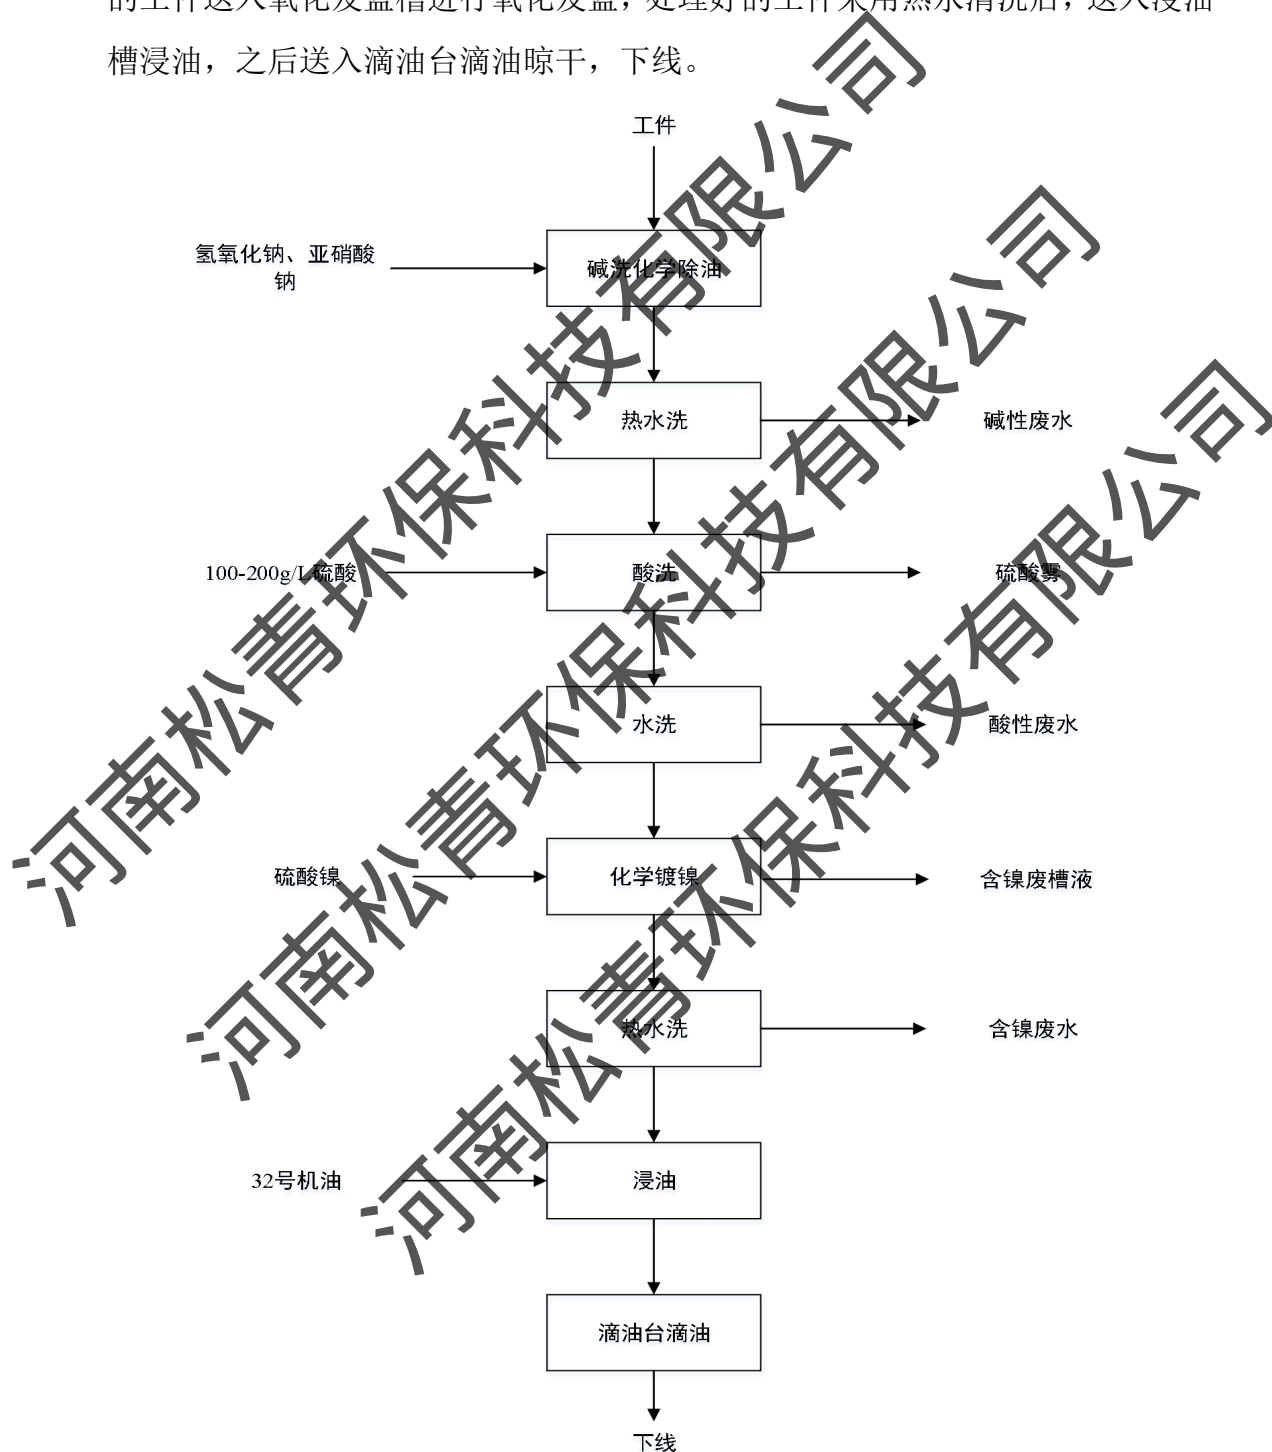 的工件送入氧化及盐槽进行氧化及盐，处理好的工件采用热水清洗后，送入浸油
槽浸油，之后送入滴油台滴油晾干，下线。
工件
氢氧化钠、亚硝酸
钠
碱洗化学除油
热水洗
碱性废水
100-200g/L硫酸
酸洗
硫酸雾
水洗
酸性废水
硫酸镍
化学镀镍
含镍废槽液
热水洗
含镍废水
32号机油
浸油
滴油台滴油
下线
河南松青环保科技有限公司
河南松青环保科技有限公司
河南松青环保科技有限公司